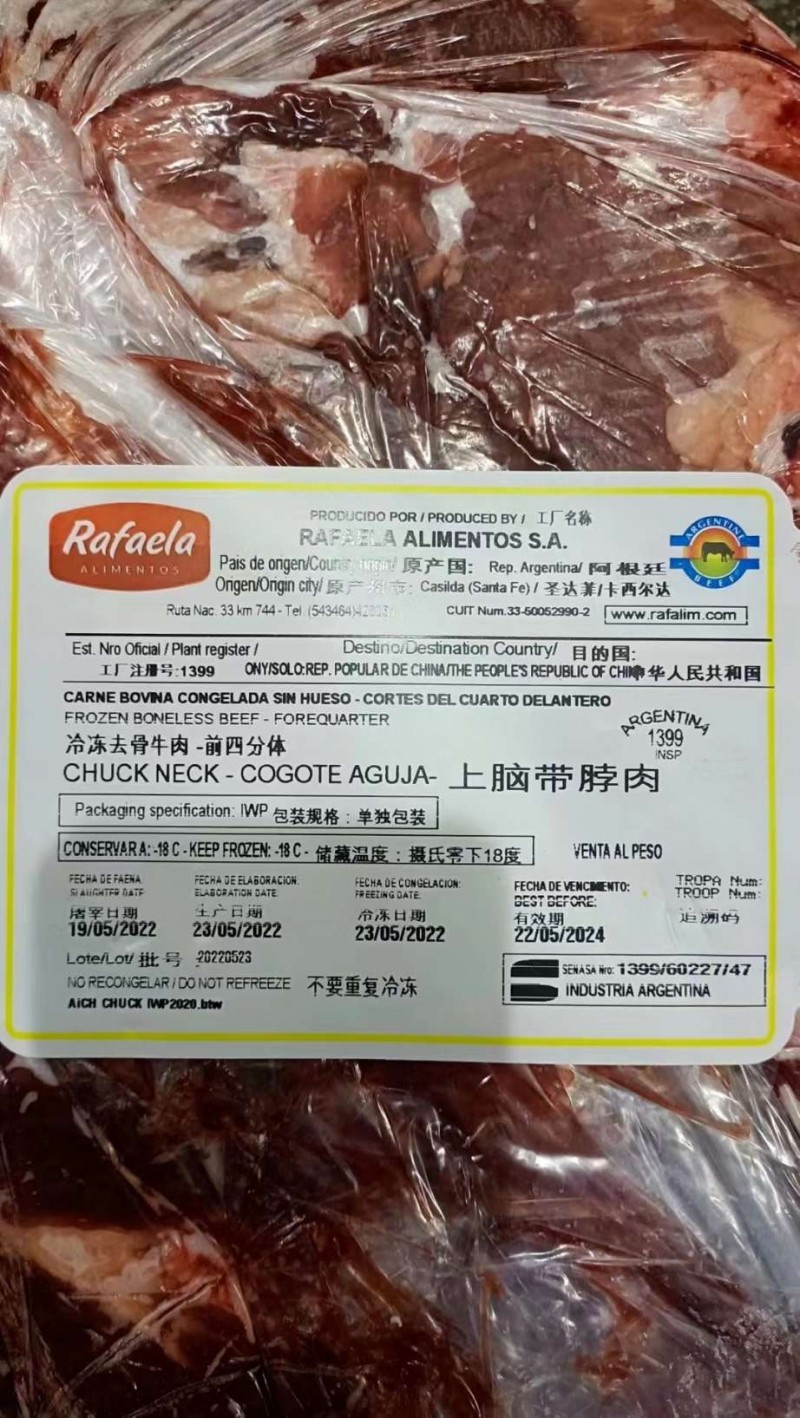 Rafaela
ALIMENTOS
PRODUCIDO POR / PRODUCED BY / 工厂名称
RAFAELA ALIMENTOS S.A.
Pais de origen/Country 原产国: Rep. Argentina/ 阿根廷
Origen/Origin city/ 原产 市: Casilda (Santa Fe) / 圣达菲/卡西尔达
Ruta Nac. 33 km 744 - Tel. (543464) CUIT Num.33-50052990-2 www.rafalim.com
ARGENTINE
BEEF
Est. Nro Oficial / Plant register / Destino/Destination Country/ 目的国:
工厂注册号:1399 ONY/SOLO:REP. POPULAR DE CHINA/THE PEOPLE'S REPUBLIC OF CHINA 华人民共和国
CARNE BOVINA CONGELADA SIN HUESO - CORTES DEL CUARTO DELANTERO
FROZEN BONELESS BEEF - FOREQUARTER
冷冻去骨牛肉 -前四分体
ARGENTINA
1399
INSP
CHUCK NECK - COGOTE AGUJA- 上脑带脖肉
Packaging specification: IWP 包装规格：单独包装
CONSERVAR A: -18 C - KEEP FROZEN: -18 C - 储藏温度：摄氏零下18度 VENTA AL PESO
FECHA DE FAENA FECHA DE ELABORACION: FECHA DE CONGELACION: FECHA DE VENCIMIENTO: TROPA Num:
SLAUGHTER DATE ELABORATION DATE: FREEZING DATE: BEST BEFORE: TROOP Num:
屠宰日期 生产日期 冷冻日期 有效期 追溯码
19/05/2022 23/05/2022 23/05/2022 22/05/2024
Lote/Lot/ 批号 20220523
NO RECONGELAR / DO NOT REFREEZE 不要重复冷冻
AICH CHUCK IWP2020.btw
SENASA Nro: 1399/60227/47
INDUSTRIA ARGENTINA